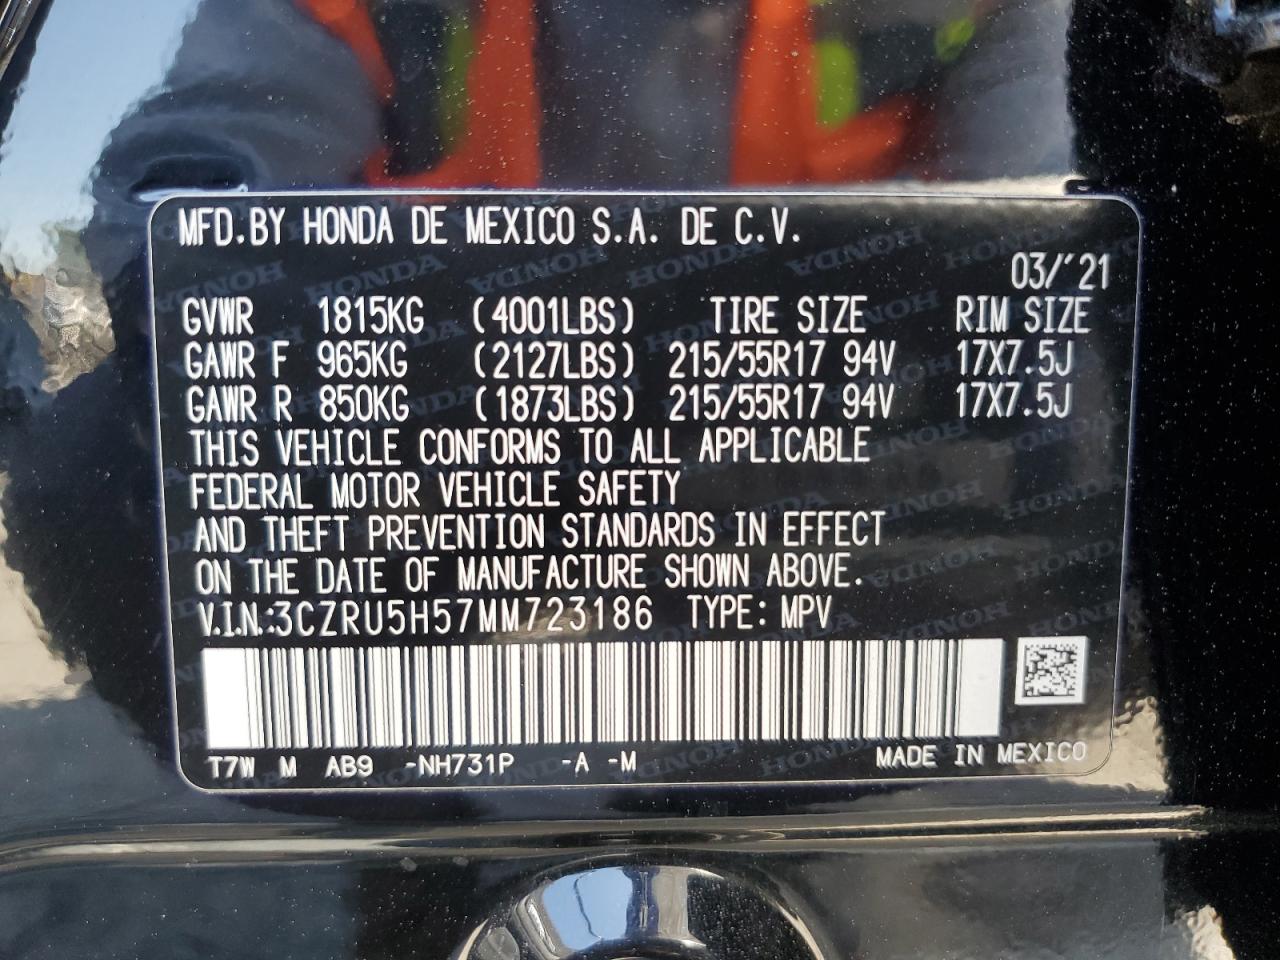 MFD.BY HONDA DE MEXICO S.A. DE C.V.
03/'21
GVWR 1815KG (4001LBS) TIRE SIZE RIM SIZE
GAWR F 965KG (2127LBS) 215/55R17 94V 17X7.5J
GAWR R 850KG (1873LBS) 215/55R17 94V 17X7.5J
THIS VEHICLE CONFORMS TO ALL APPLICABLE
FEDERAL MOTOR VEHICLE SAFETY
AND THEFT PREVENTION STANDARDS IN EFFECT
ON THE DATE OF MANUFACTURE SHOWN ABOVE.
V.I.N.:3CZRU5H57MM723186 TYPE: MPV
T7W M AB9 -NH731P -A -M MADE IN MEXICO